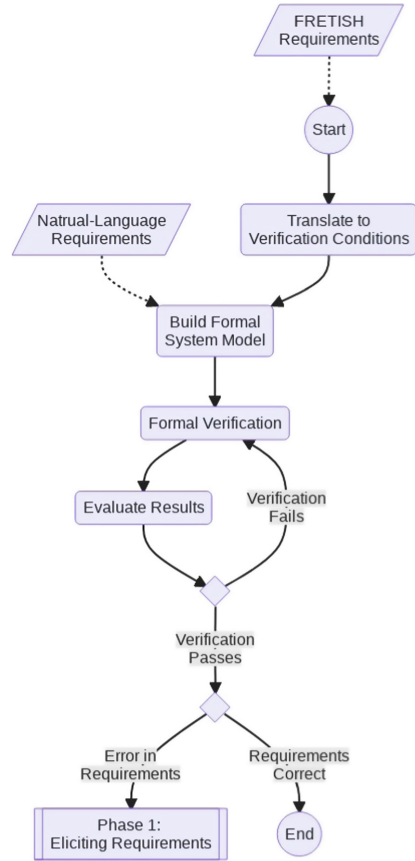 FRETISH
Requirements
Start
Natrual-Language
Requirements
Translate to
Verification Conditions
Build Formal
System Model
Formal Verification
Evaluate Results
Verification
Fails
Verification
Passes
Error in
Requirements
Requirements
Correct
Phase 1:
Eliciting Requirements
End